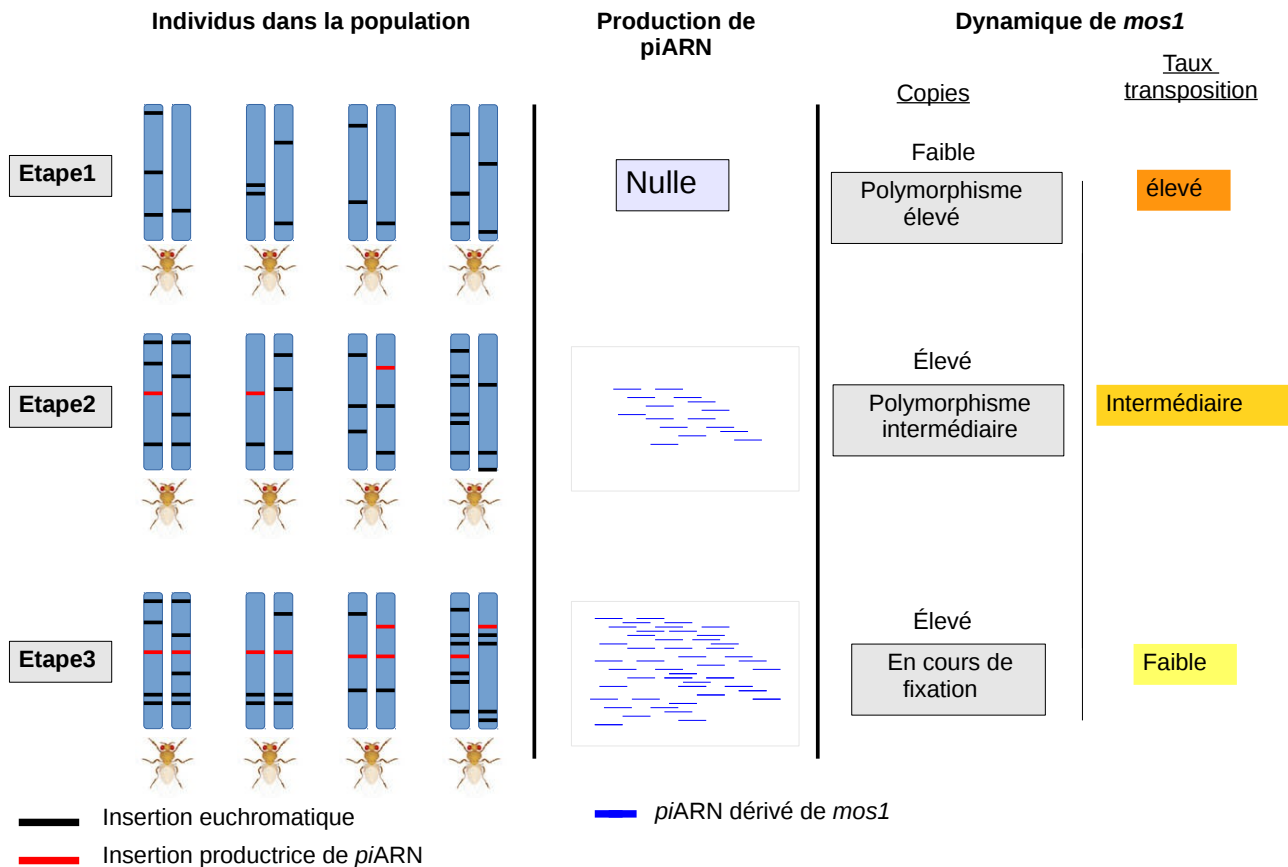 Individus dans la population
Production de
piARN
Dynamique de mos1
Copies
Taux
transposition
Etape1
Nulle
Faible
Polymorphisme
élevé
élevé
Etape2
Élevé
Polymorphisme
intermédiaire
Intermédiaire
Etape3
Élevé
En cours de
fixation
Faible
Insertion euchromatique
piARN dérivé de mos1
Insertion productrice de piARN